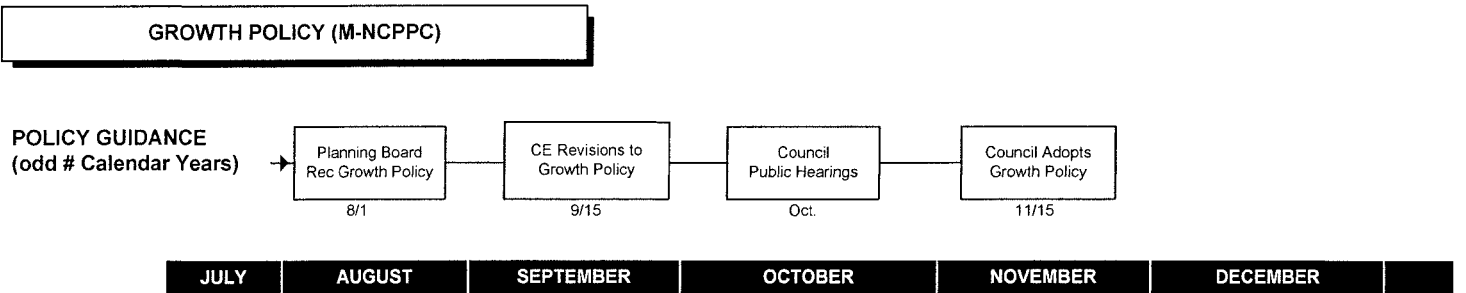 GROWTH POLICY (M-NCPPC)
POLICY GUIDANCE
(odd # Calendar Years)
Planning Board
Rec Growth Policy
8/1
CE Revisions to
Growth Policy
9/15
Council
Public Hearings
Oct.
Council Adopts
Growth Policy
11/15
JULY AUGUST SEPTEMBER OCTOBER NOVEMBER DECEMBER